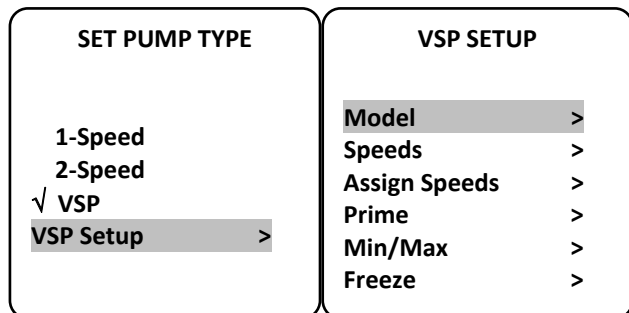 SET PUMP TYPE
1-Speed
2-Speed
√ VSP
VSP Setup >
VSP SETUP
Model >
Speeds >
Assign Speeds >
Prime >
Min/Max >
Freeze >